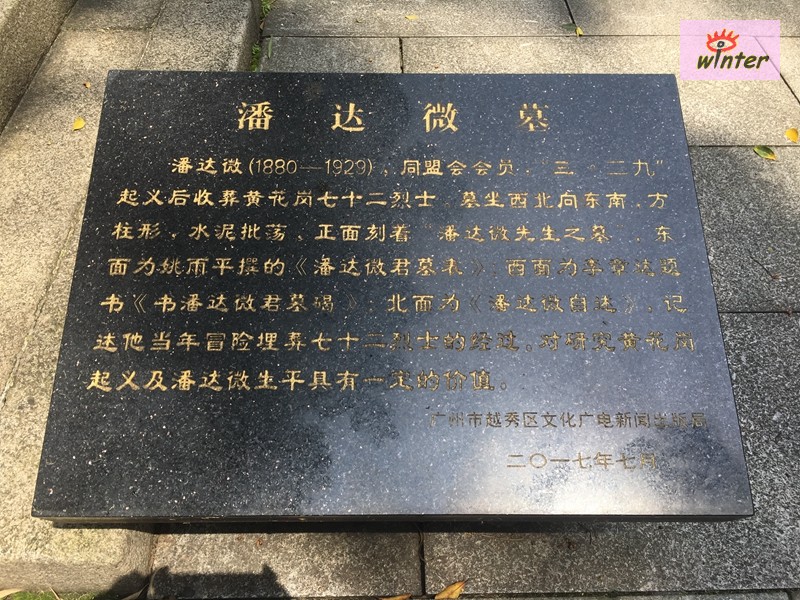 winter
潘达微墓
潘达微(1880—1929)，同盟会会员，“三·二九”
起义后收葬黄花岗七十二烈士。墓坐西北向东南，方
柱形，水泥批荡，正面刻着“潘达微先生之墓”，东
面为姚雨平撰的《潘达微君墓表》；西面为李章达题
书《书潘达微君墓碣》；北面为《潘达微自述》，记
述他当年冒险埋葬七十二烈士的经过。对研究黄花岗
起义及潘达微生平具有一定的价值。
广州市越秀区文化广电新闻出版局
二〇一七年七月